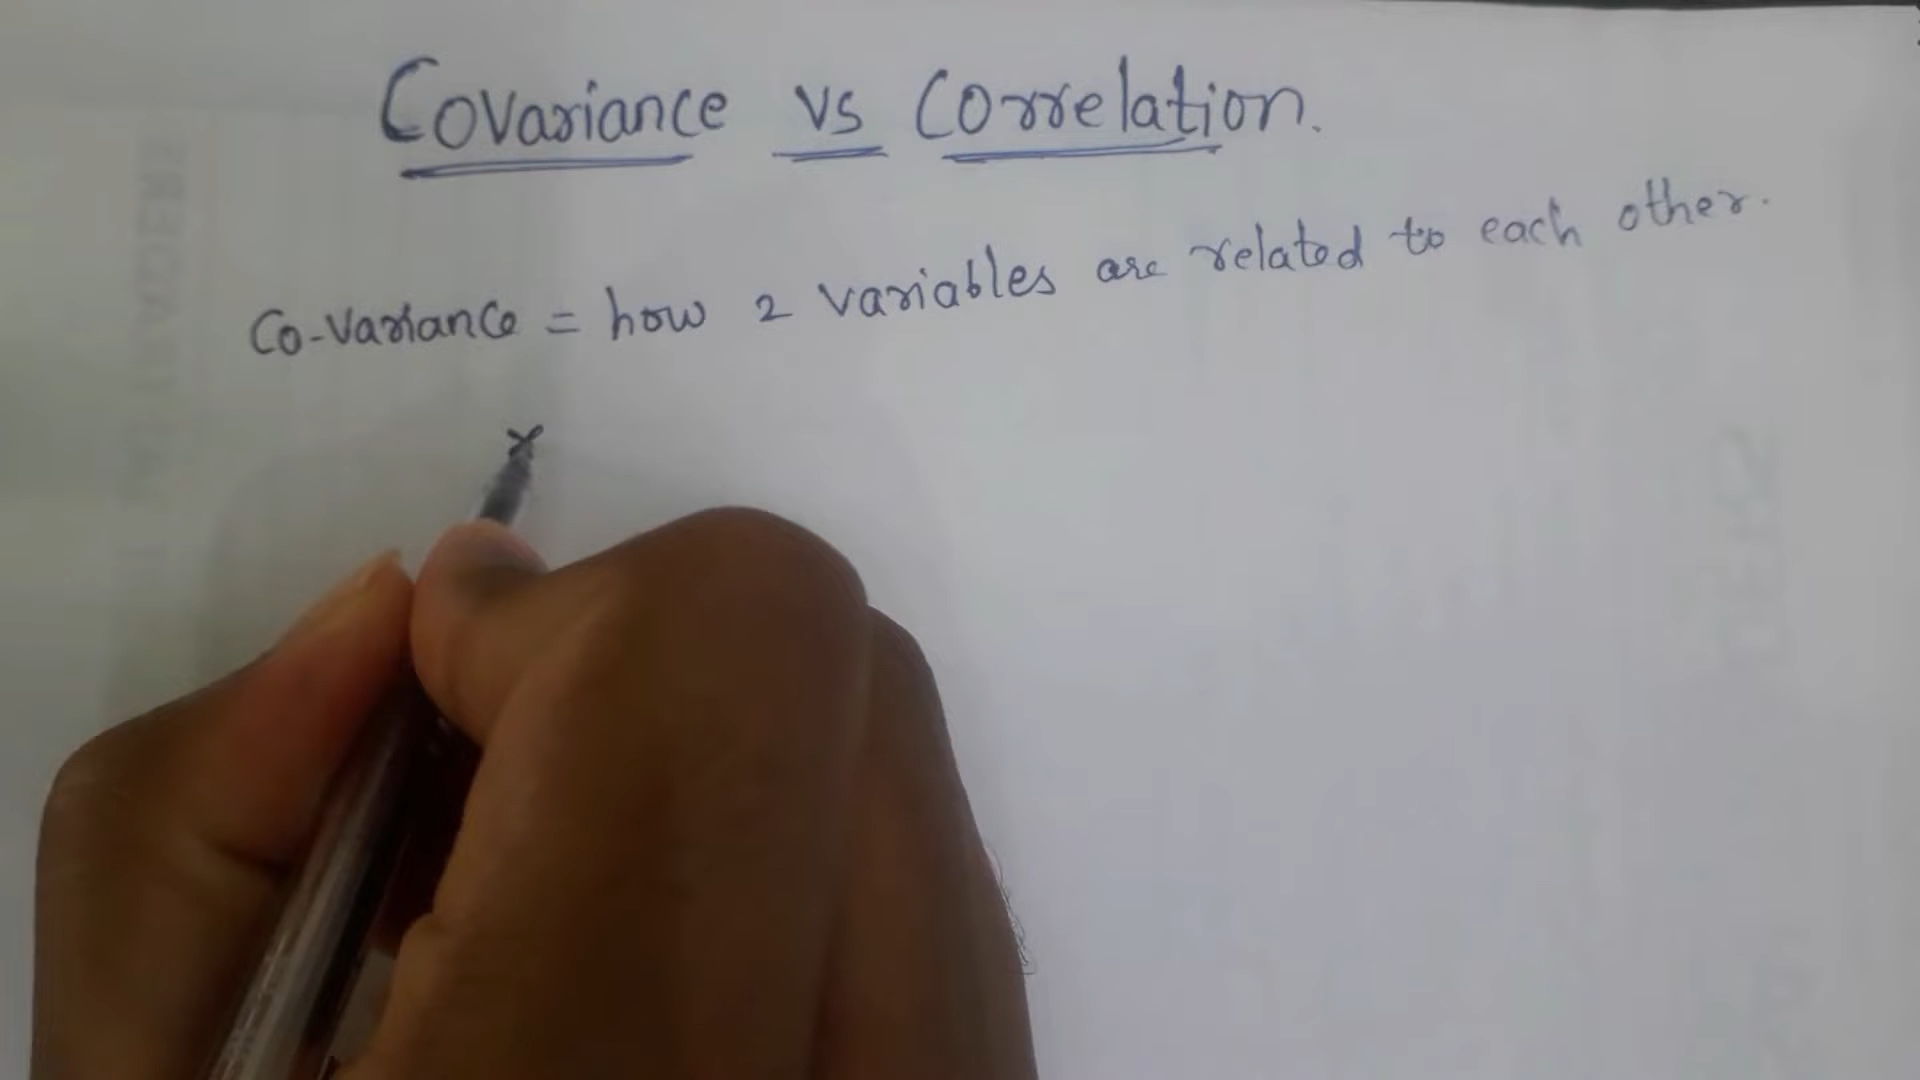 Covariance vs Correlation.
Co-variance = how 2 variables are related to each other.
x